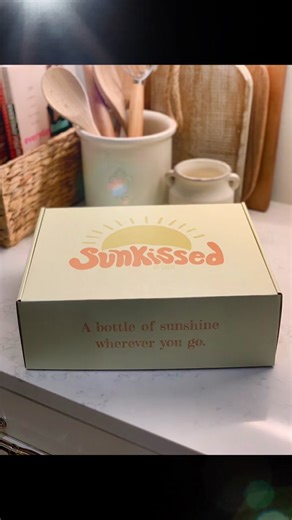 Sunkissed
A bottle of sunshine
wherever you go.